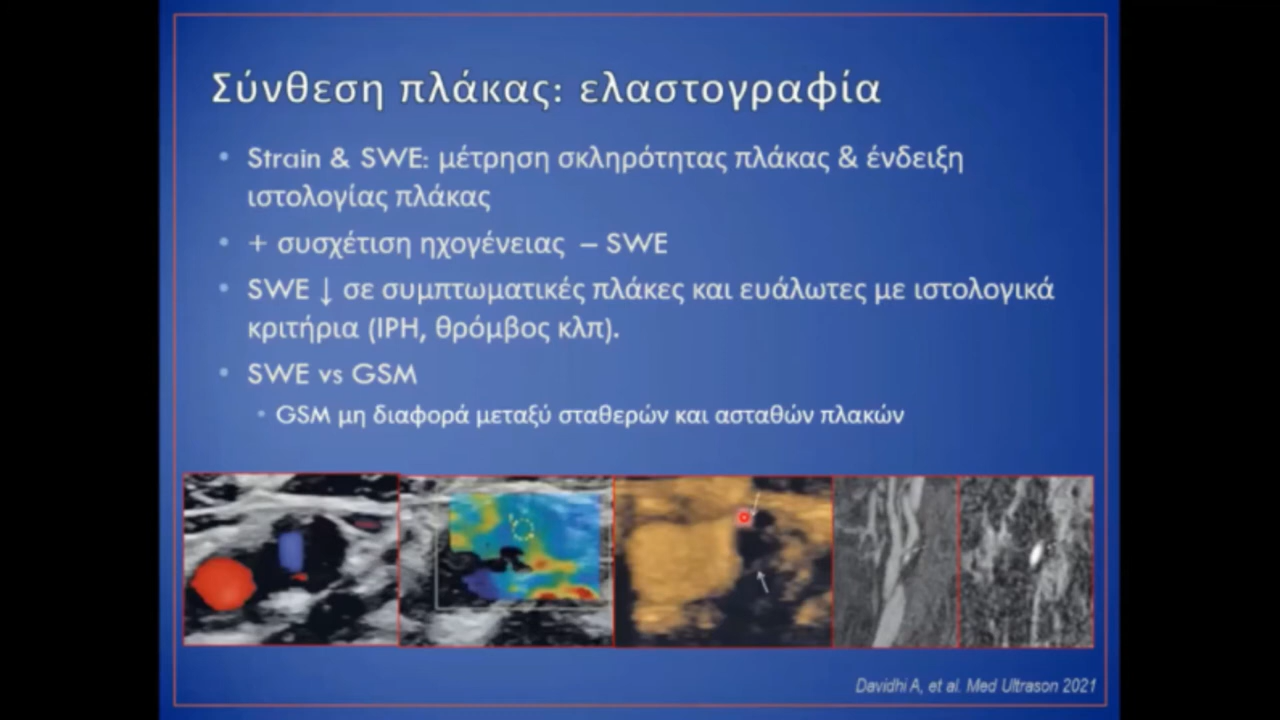 Σύνθεση πλάκας: ελαστογραφία
• Strain & SWE: μέτρηση σκληρότητας πλάκας & ένδειξη
ιστολογίας πλάκας
• + συσχέτιση ηχογένειας – SWE
• SWE ↓ σε συμπτωματικές πλάκες και ευάλωτες με ιστολογικά
κριτήρια (IPH, θρόμβος κλπ).
• SWE vs GSM
• GSM μη διαφορά μεταξύ σταθερών και ασταθών πλακών
Davidhi A, et al. Med Ultrason 2021